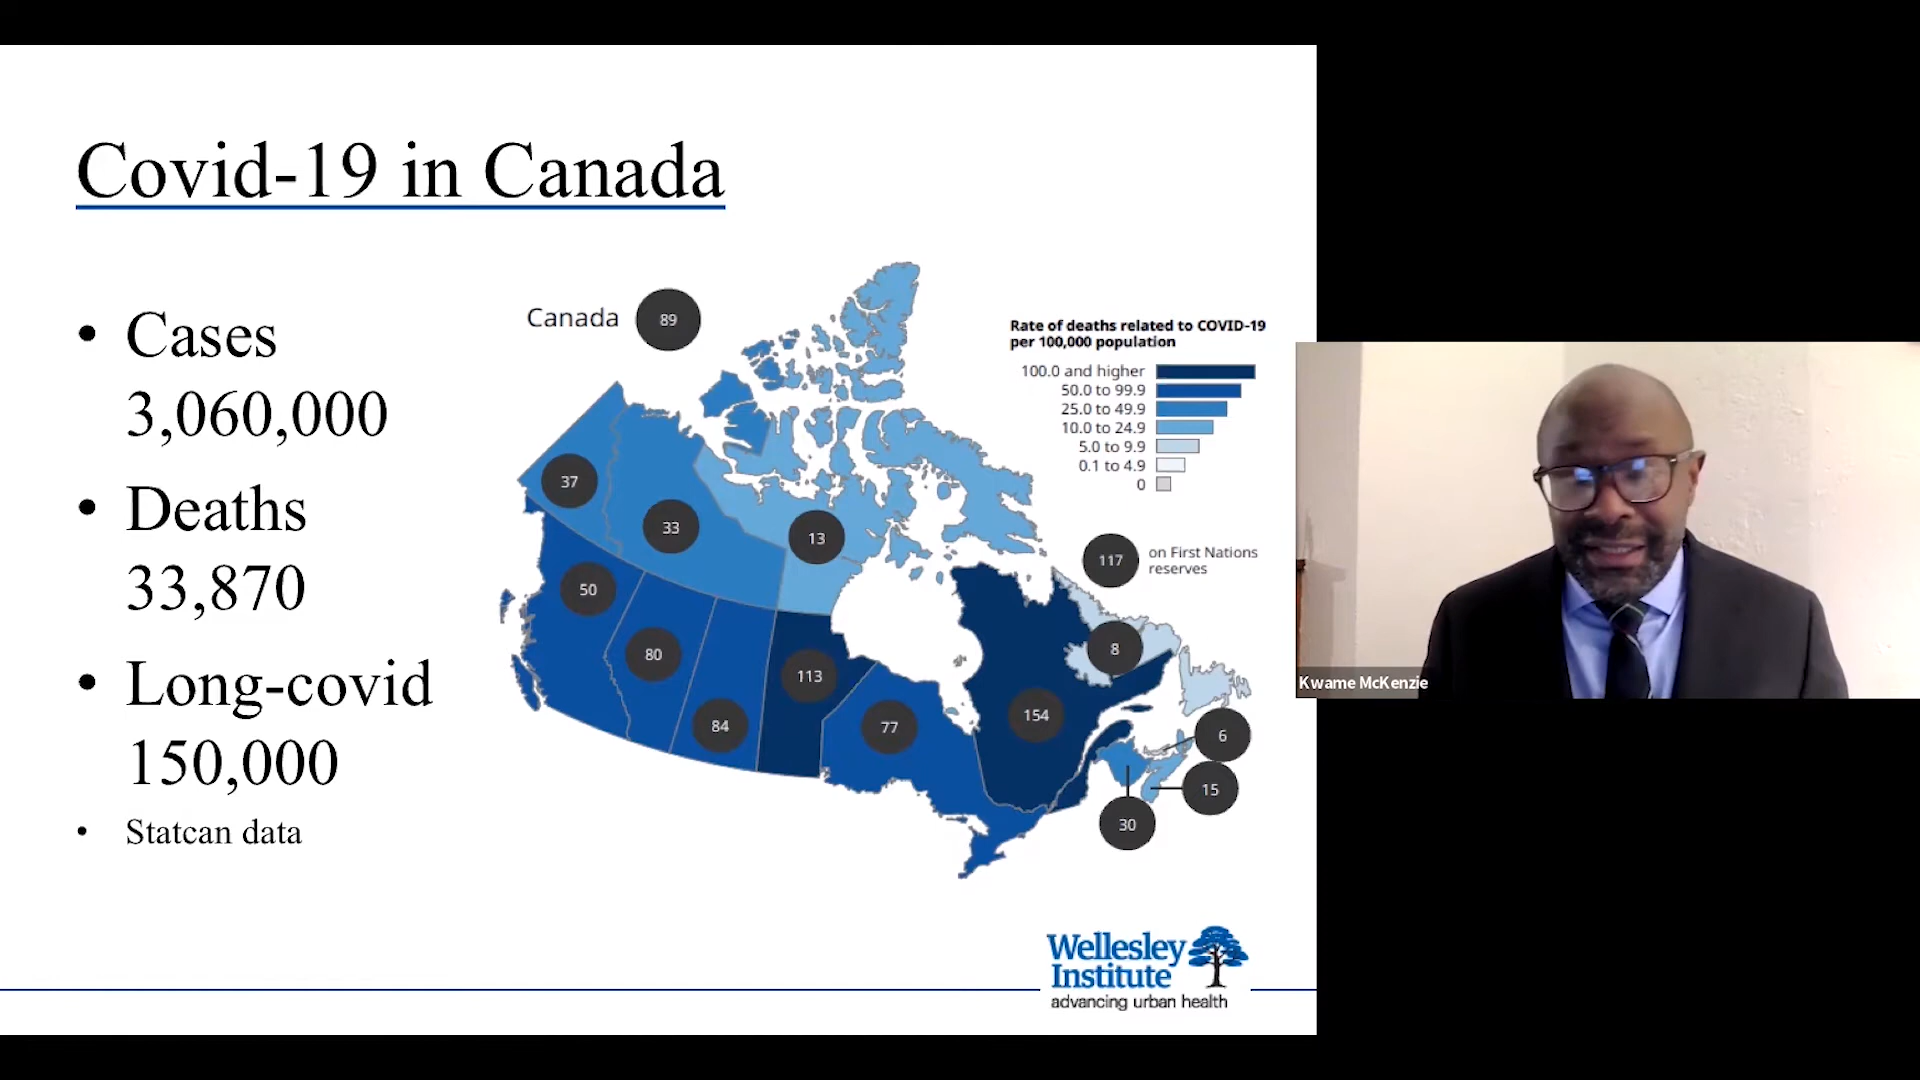 Covid-19 in Canada
• Cases
3,060,000
• Deaths
33,870
• Long-covid
150,000
• Statcan data
Canada 89
Rate of deaths related to COVID-19
per 100,000 population
100.0 and higher
50.0 to 99.9
25.0 to 49.9
10.0 to 24.9
5.0 to 9.9
0.1 to 4.9
0
37
33
13
117 on First Nations
reserves
50
80
84
113
77
154
8
6
15
30
Wellesley
Institute
advancing urban health
Kwame McKenzie